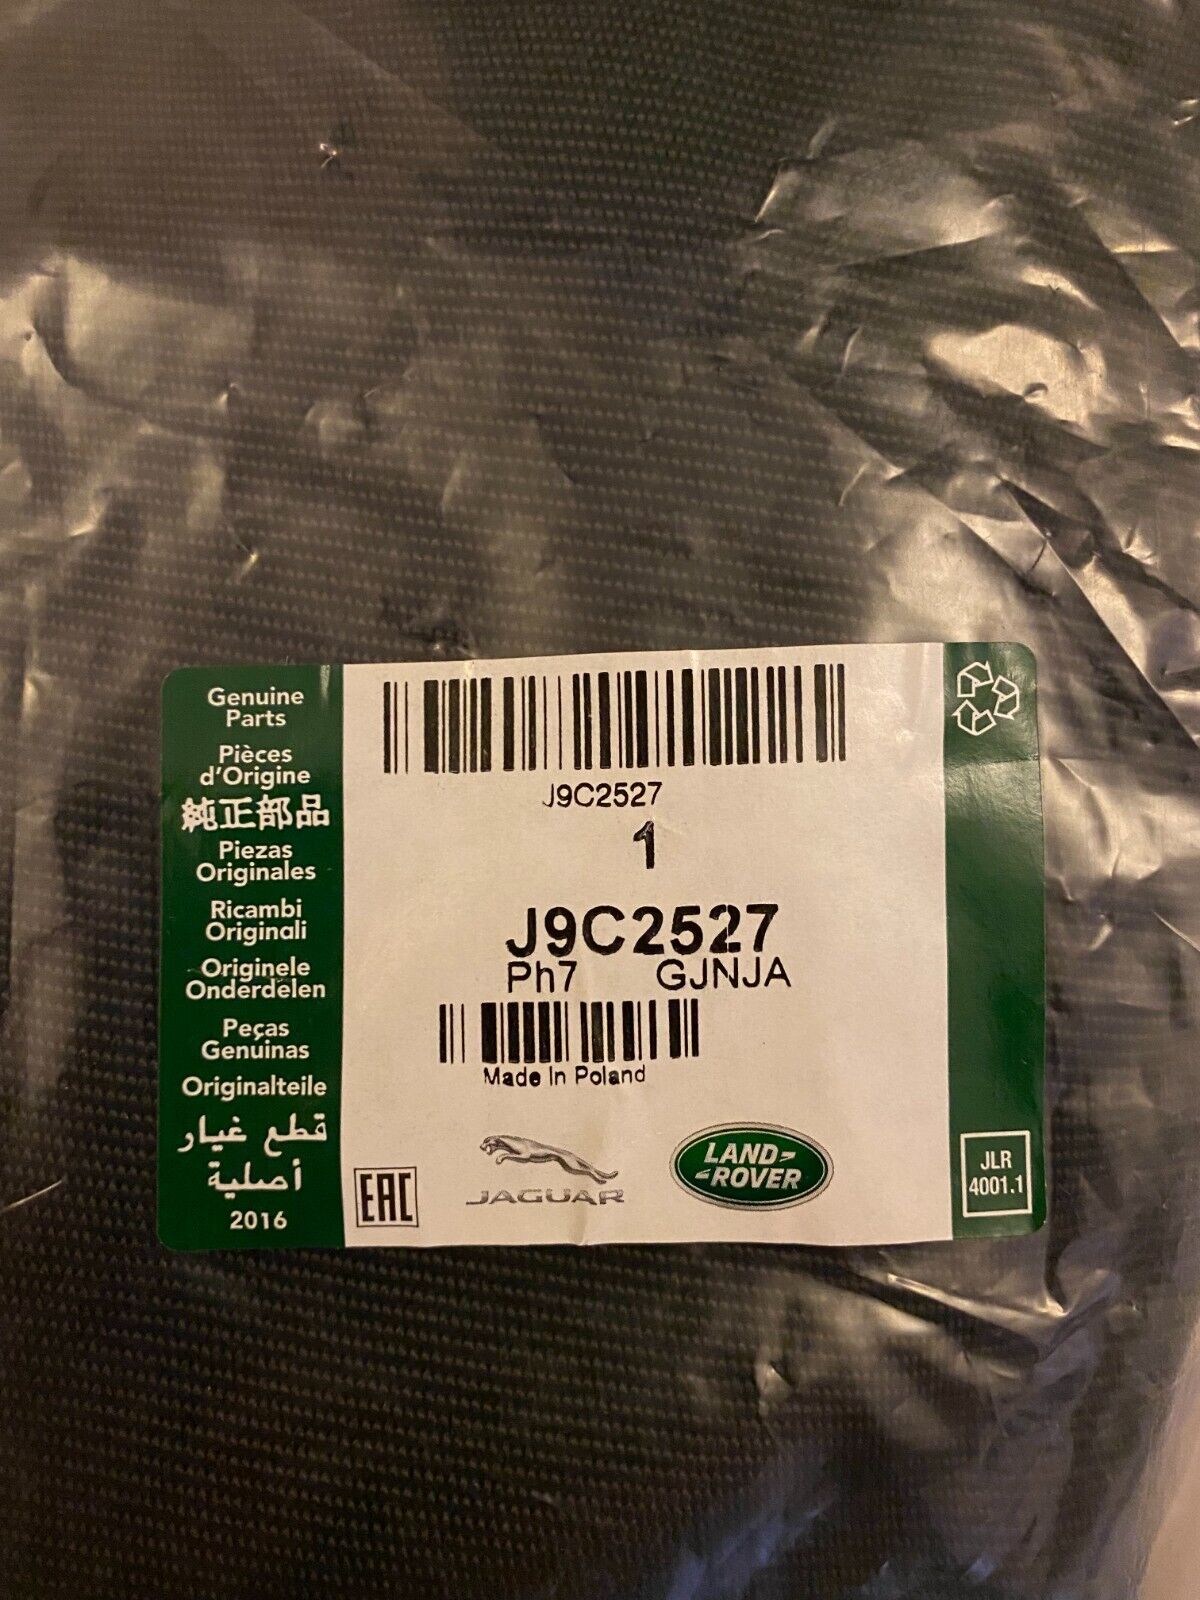 Genuine
Parts
Pièces
d'Origine
純正部品
Piezas
Originales
Ricambi
Originali
Originele
Onderdelen
Peças
Genuinas
Originalteile
قطع غيار
أصلية
2016
J9C2527
1
J9C2527
Ph7 GJNJA
Made In Poland
EAC
JAGUAR
LAND-
-ROVER
JLR
4001.1